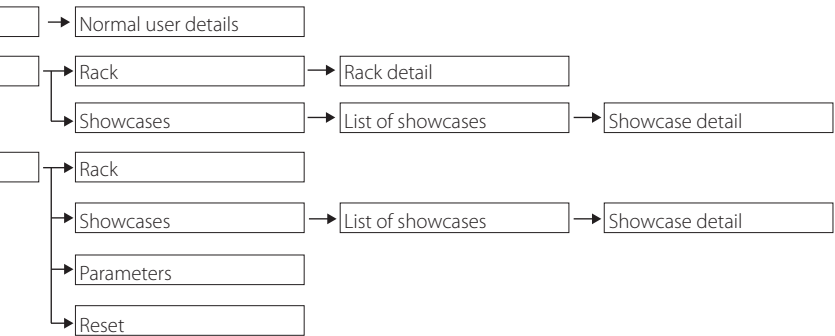 Normal user details
Rack Rack detail
Showcases List of showcases Showcase detail
Rack
Showcases List of showcases Showcase detail
Parameters
Reset